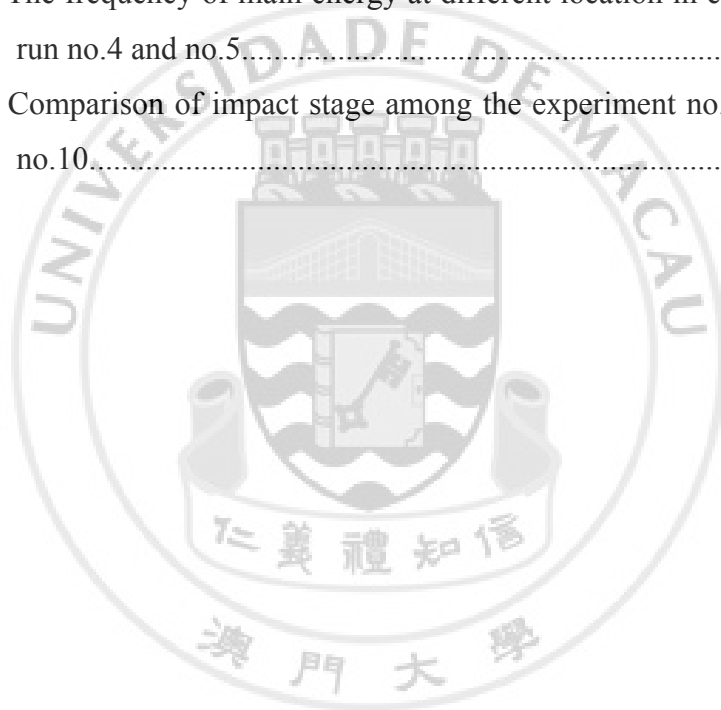 The frequency of main energy at different location in e
run no.4 and no.5
Comparison of impact stage among the experiment no.
no.10
UNIVERSIDADE DE MACAU
仁義禮知信
澳門大學